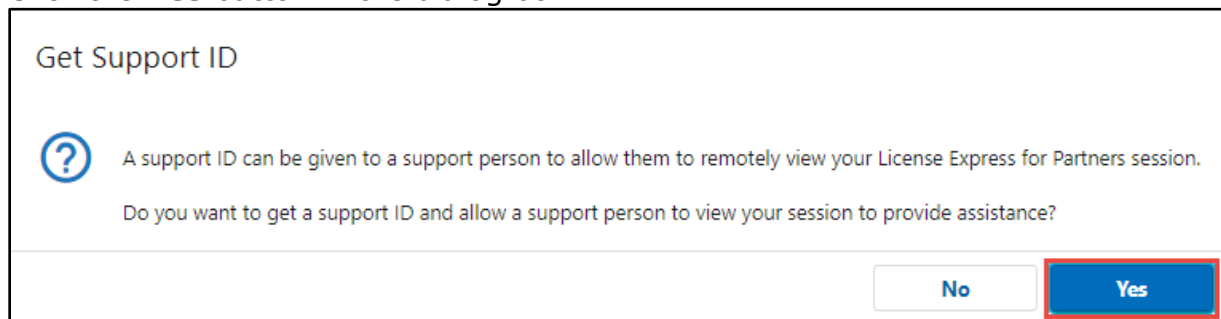 Get Support ID
?
A support ID can be given to a support person to allow them to remotely view your License Express for Partners session.
Do you want to get a support ID and allow a support person to view your session to provide assistance?
No Yes